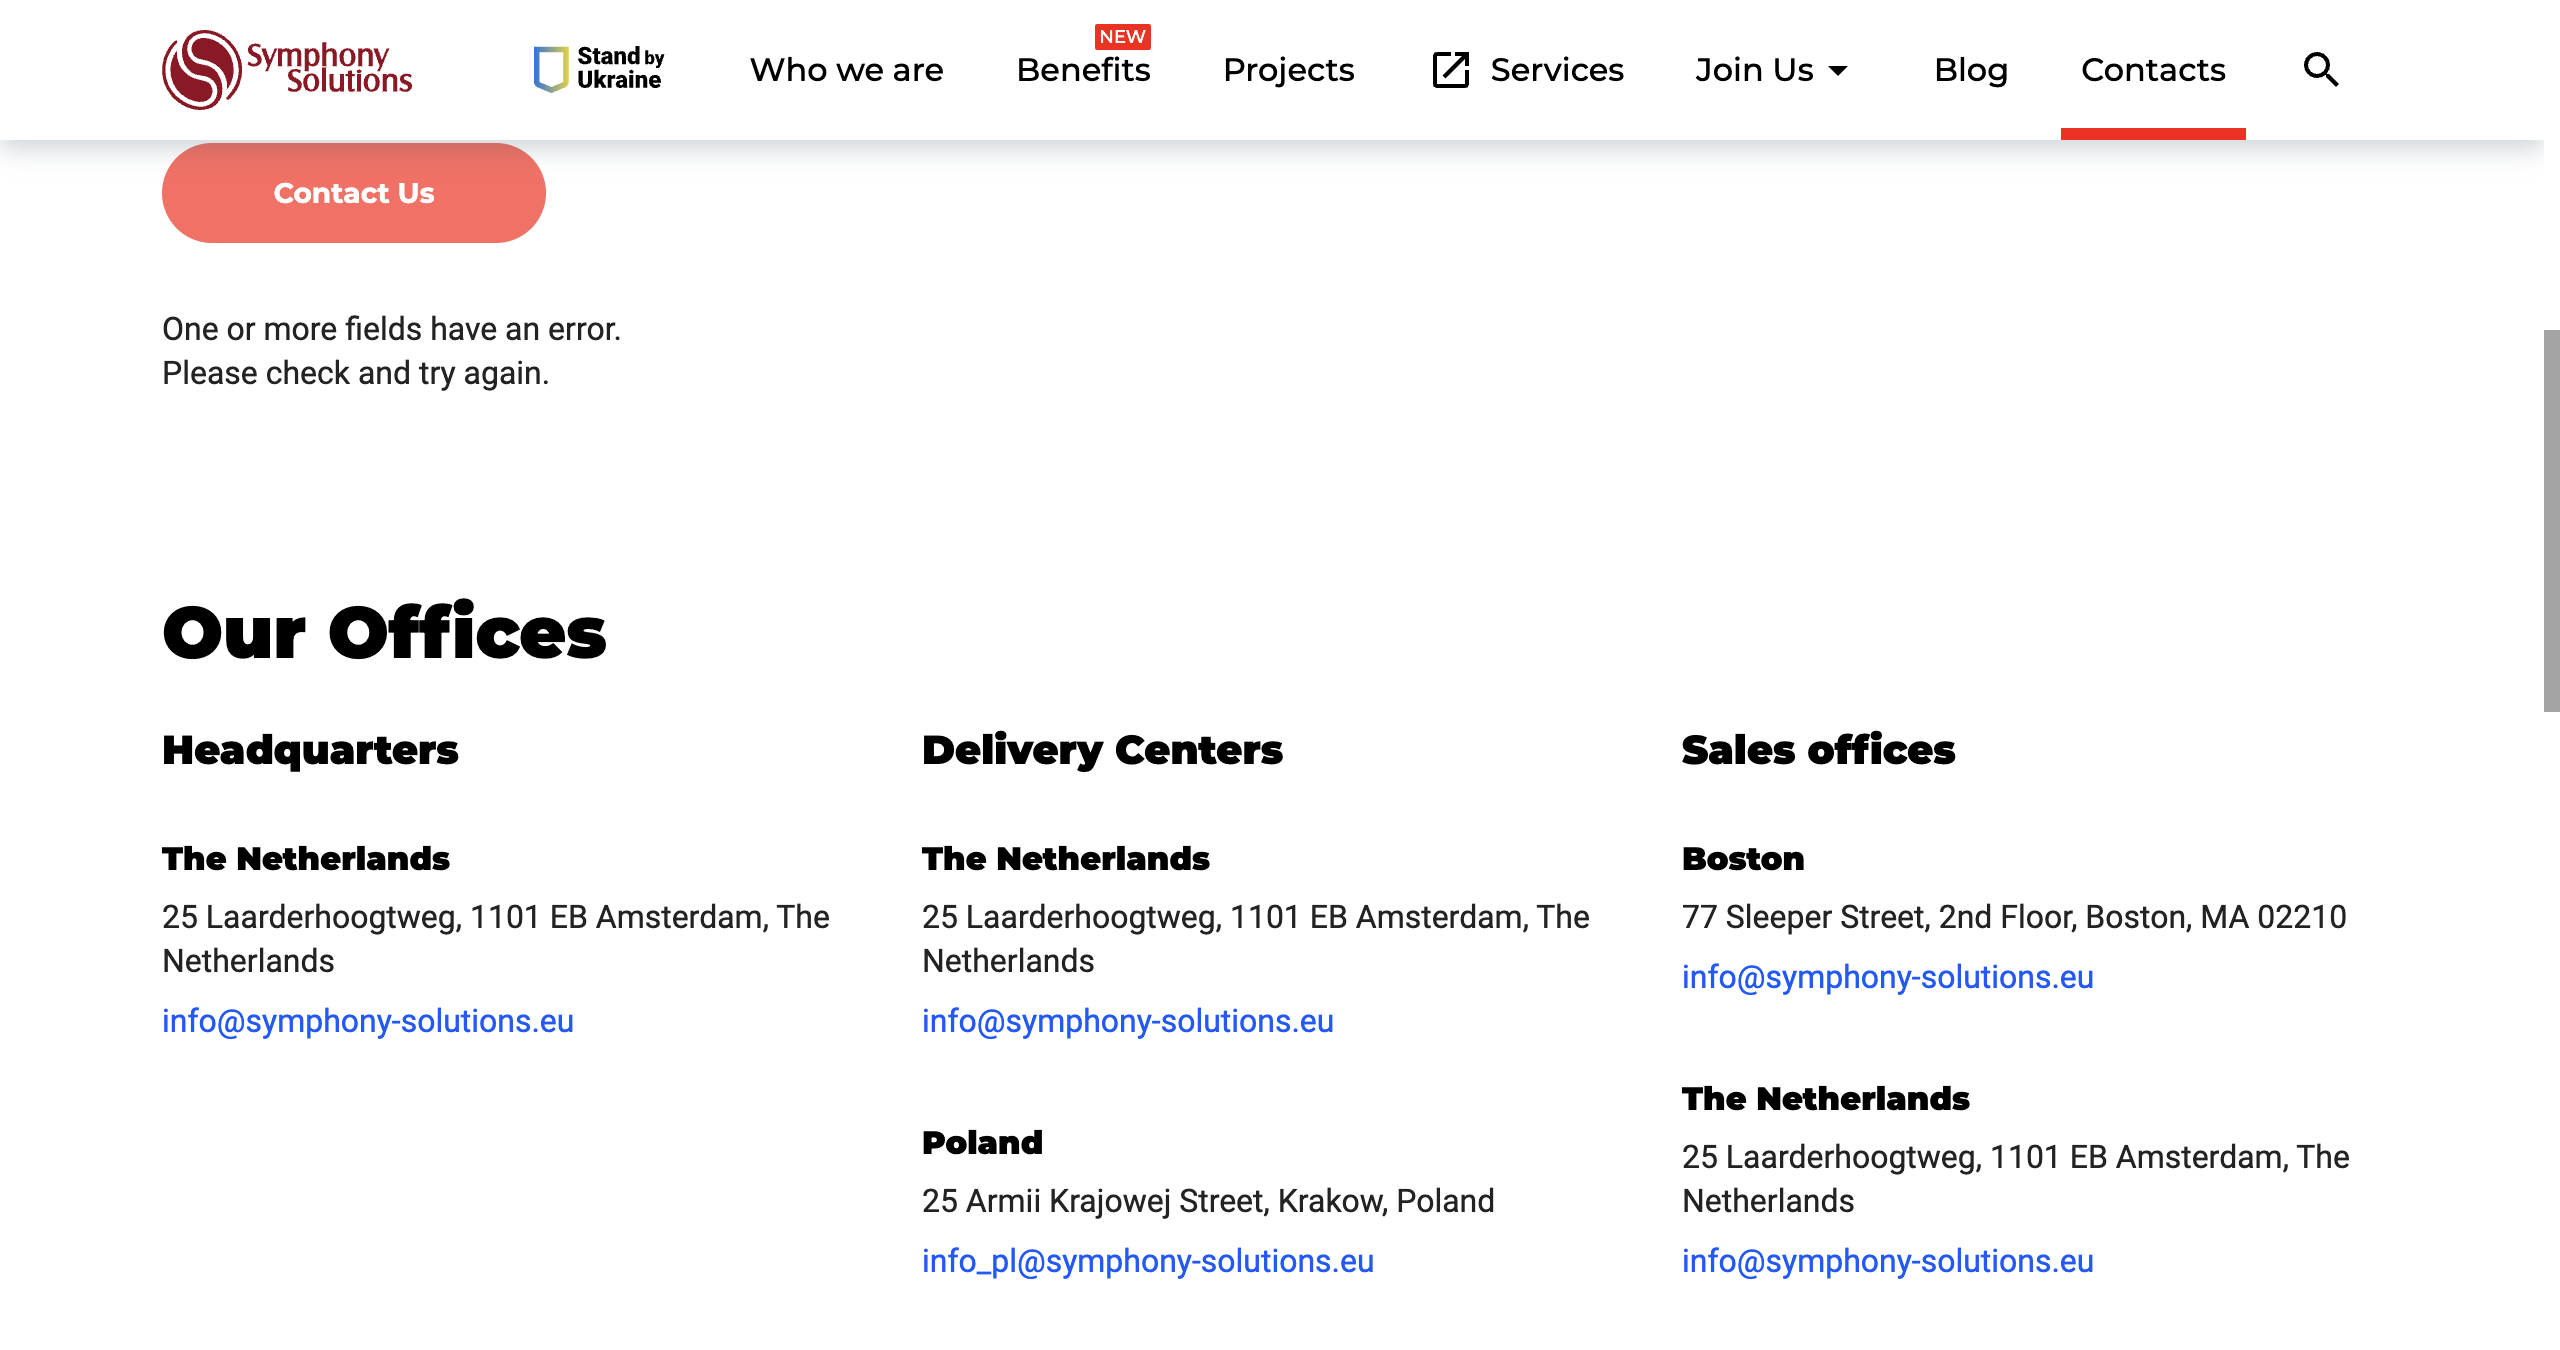 Symphony
Solutions
Stand by
Ukraine
Who we are
NEW
Benefits
Projects
Services
Join Us
Blog
Contacts
Contact Us
One or more fields have an error.
Please check and try again.
Our Offices
Headquarters
The Netherlands
25 Laarderhoogtweg, 1101 EB Amsterdam, The
Netherlands
info@symphony-solutions.eu
Delivery Centers
The Netherlands
25 Laarderhoogtweg, 1101 EB Amsterdam, The
Netherlands
info@symphony-solutions.eu
Poland
25 Armii Krajowej Street, Krakow, Poland
info_pl@symphony-solutions.eu
Sales offices
Boston
77 Sleeper Street, 2nd Floor, Boston, MA 02210
info@symphony-solutions.eu
The Netherlands
25 Laarderhoogtweg, 1101 EB Amsterdam, The
Netherlands
info@symphony-solutions.eu